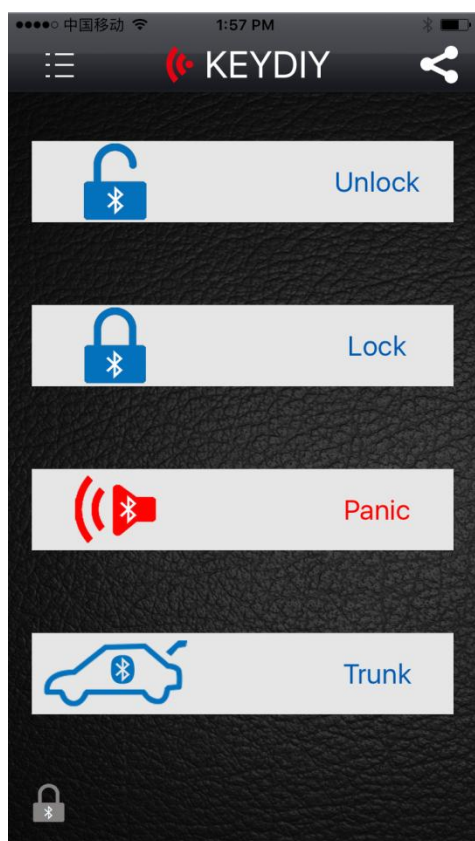 中国移动 1:57 PM
KEYDIY
Unlock
Lock
Panic
Trunk